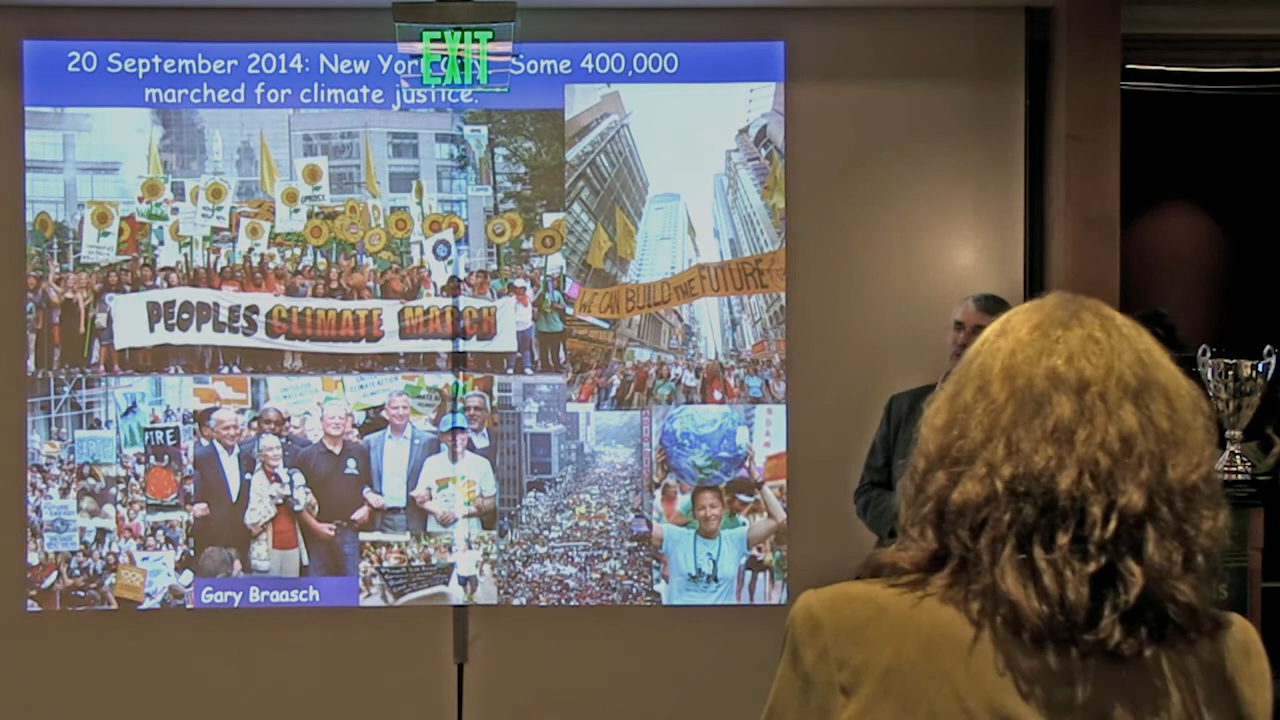 EXIT
20 September 2014: New York City. Some 400,000
marched for climate justice.
PEOPLES CLIMATE MARCH
WE CAN BUILD THE FUTURE
FIRE
Gary Braasch